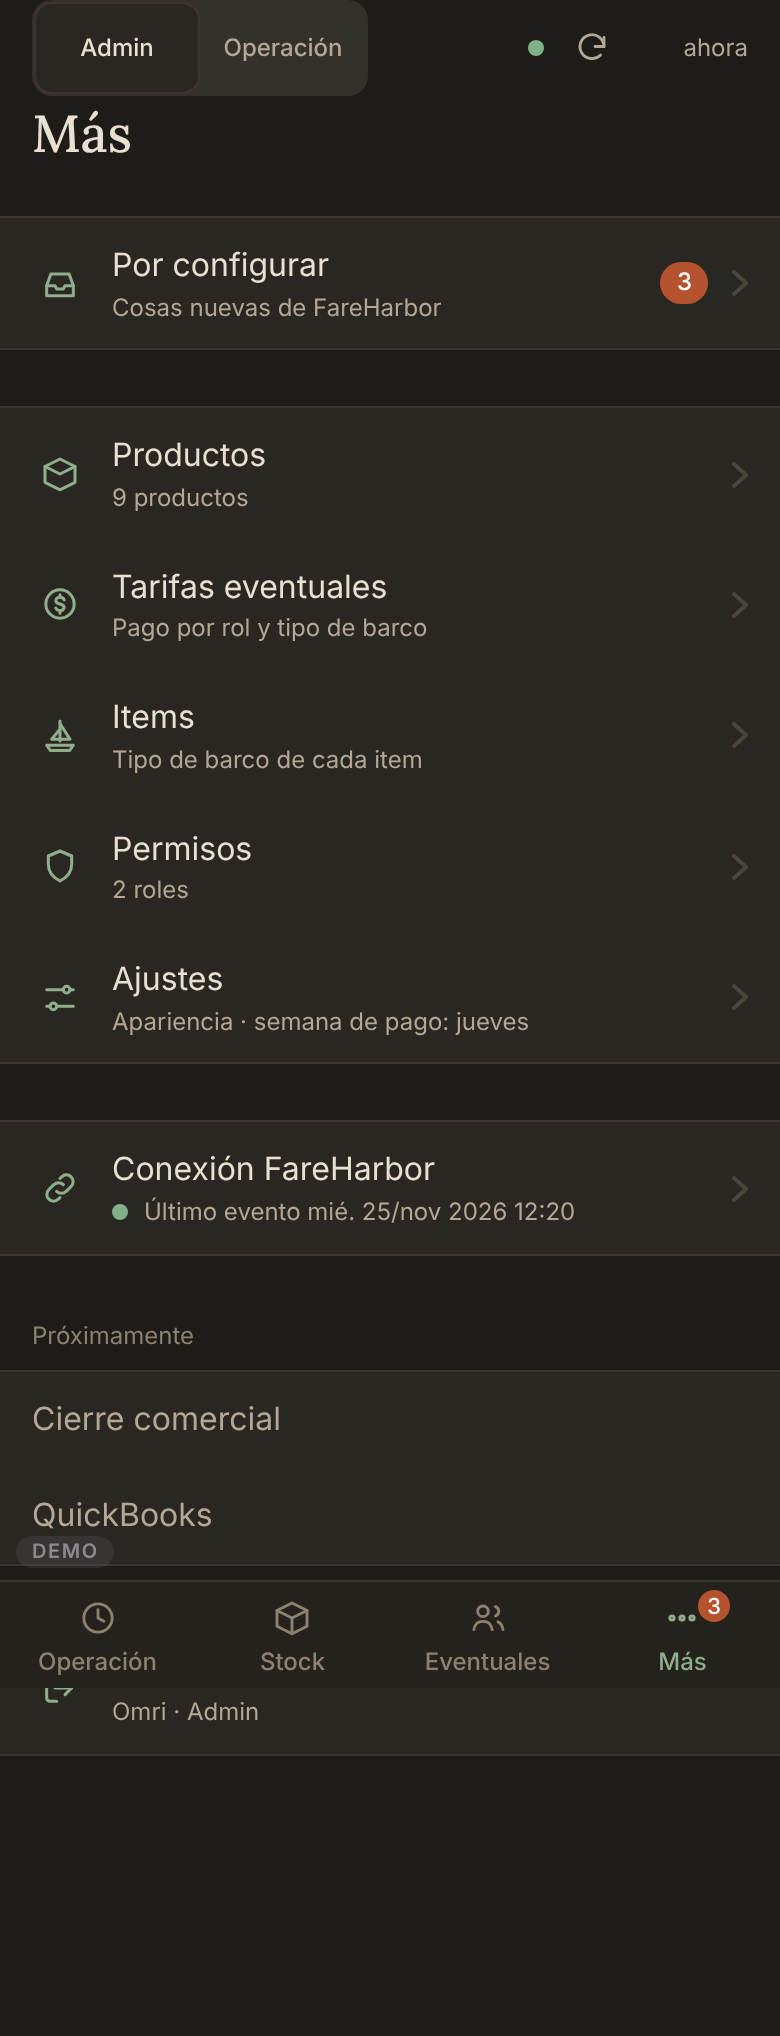 Admin
Operación
ahora
Más
Por configurar
Cosas nuevas de FareHarbor
3
Productos
9 productos
Tarifas eventuales
Pago por rol y tipo de barco
Items
Tipo de barco de cada item
Permisos
2 roles
Ajustes
Apariencia · semana de pago: jueves
Conexión FareHarbor
Último evento mié. 25/nov 2026 12:20
Próximamente
Cierre comercial
QuickBooks
DEMO
Operación
Stock
Eventuales
Más
3
Omri · Admin